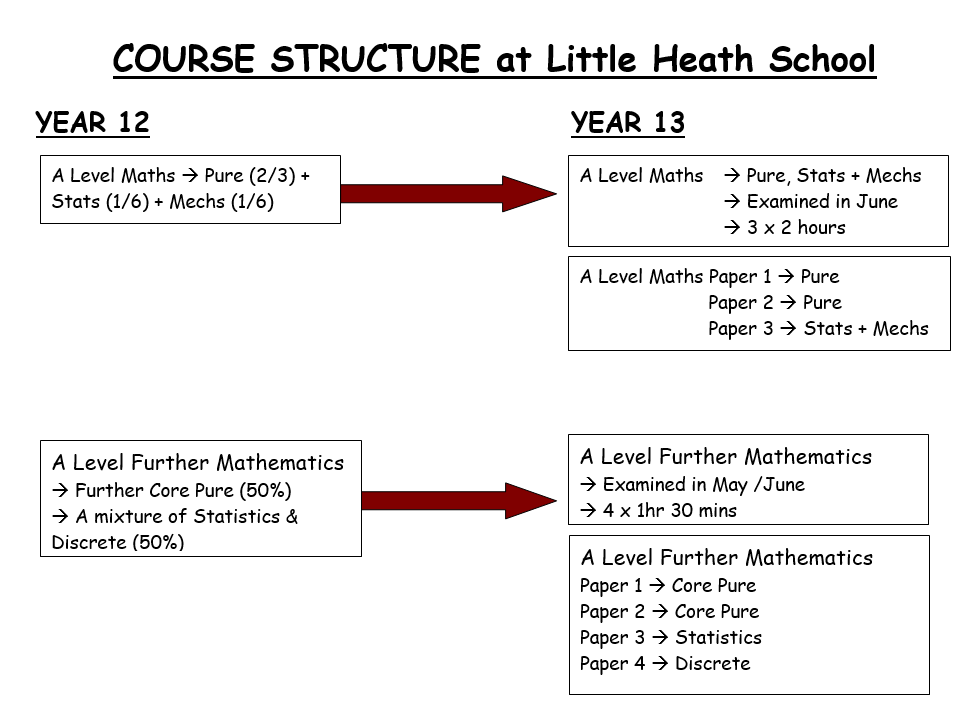 COURSE STRUCTURE at Little Heath School
YEAR 12
A Level Maths → Pure (2/3) +
Stats (1/6) + Mechs (1/6)
YEAR 13
A Level Maths → Pure, Stats + Mechs
→ Examined in June
→ 3 x 2 hours
A Level Maths Paper 1 → Pure
Paper 2 → Pure
Paper 3 → Stats + Mechs
A Level Further Mathematics
→ Further Core Pure (50%)
→ A mixture of Statistics &
Discrete (50%)
A Level Further Mathematics
→ Examined in May /June
→ 4 x 1hr 30 mins
A Level Further Mathematics
Paper 1 → Core Pure
Paper 2 → Core Pure
Paper 3 → Statistics
Paper 4 → Discrete